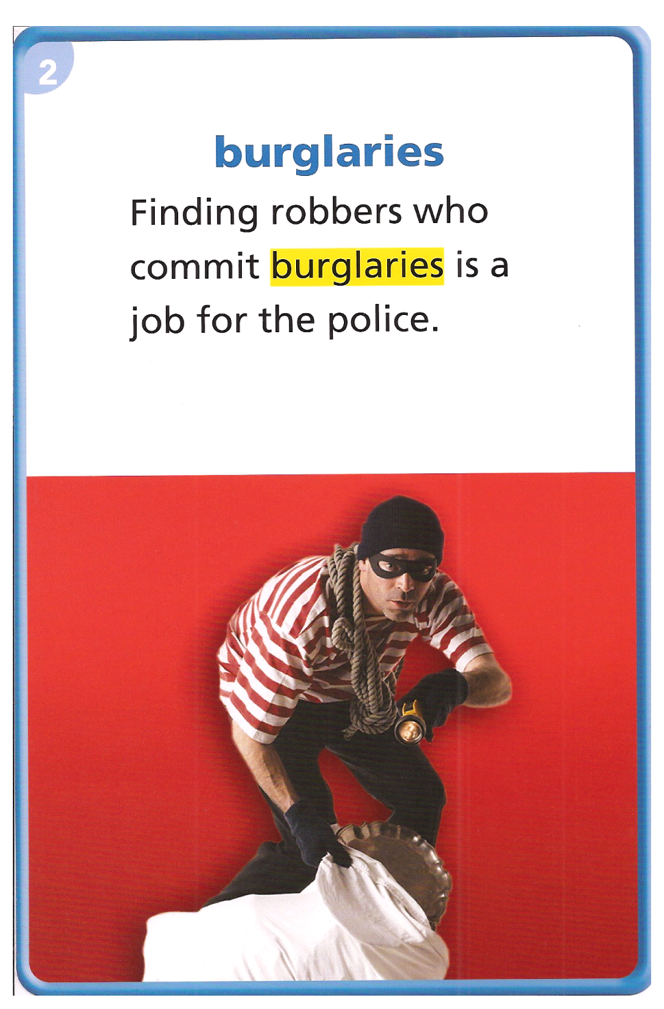 2
burglaries
Finding robbers who
commit burglaries is a
job for the police.